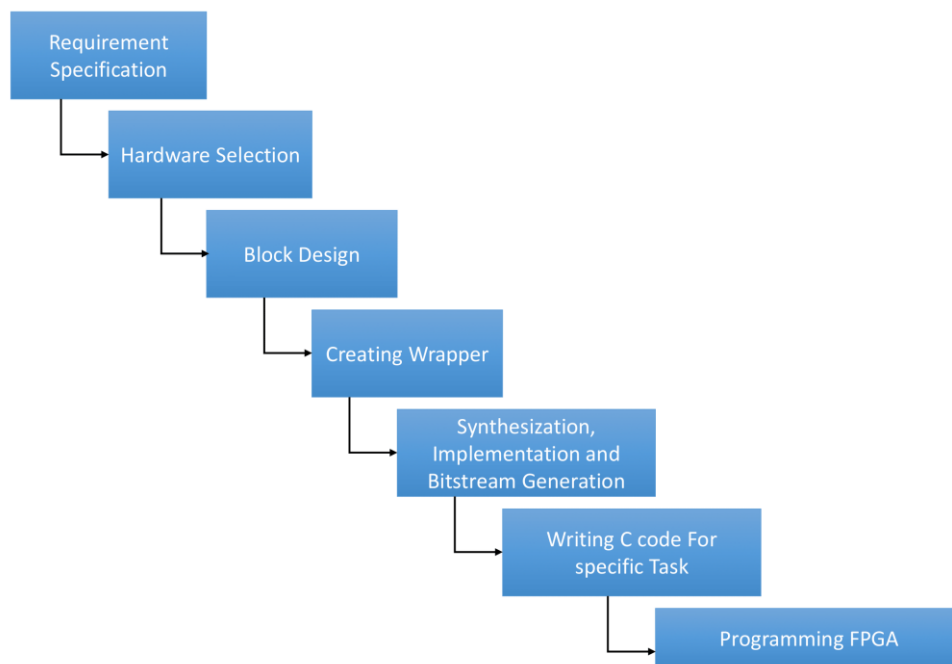 Requirement
Specification
Hardware Selection
Block Design
Creating Wrapper
Synthesization,
Implementation and
Bitstream Generation
Writing C code For
specific Task
Programming FPGA